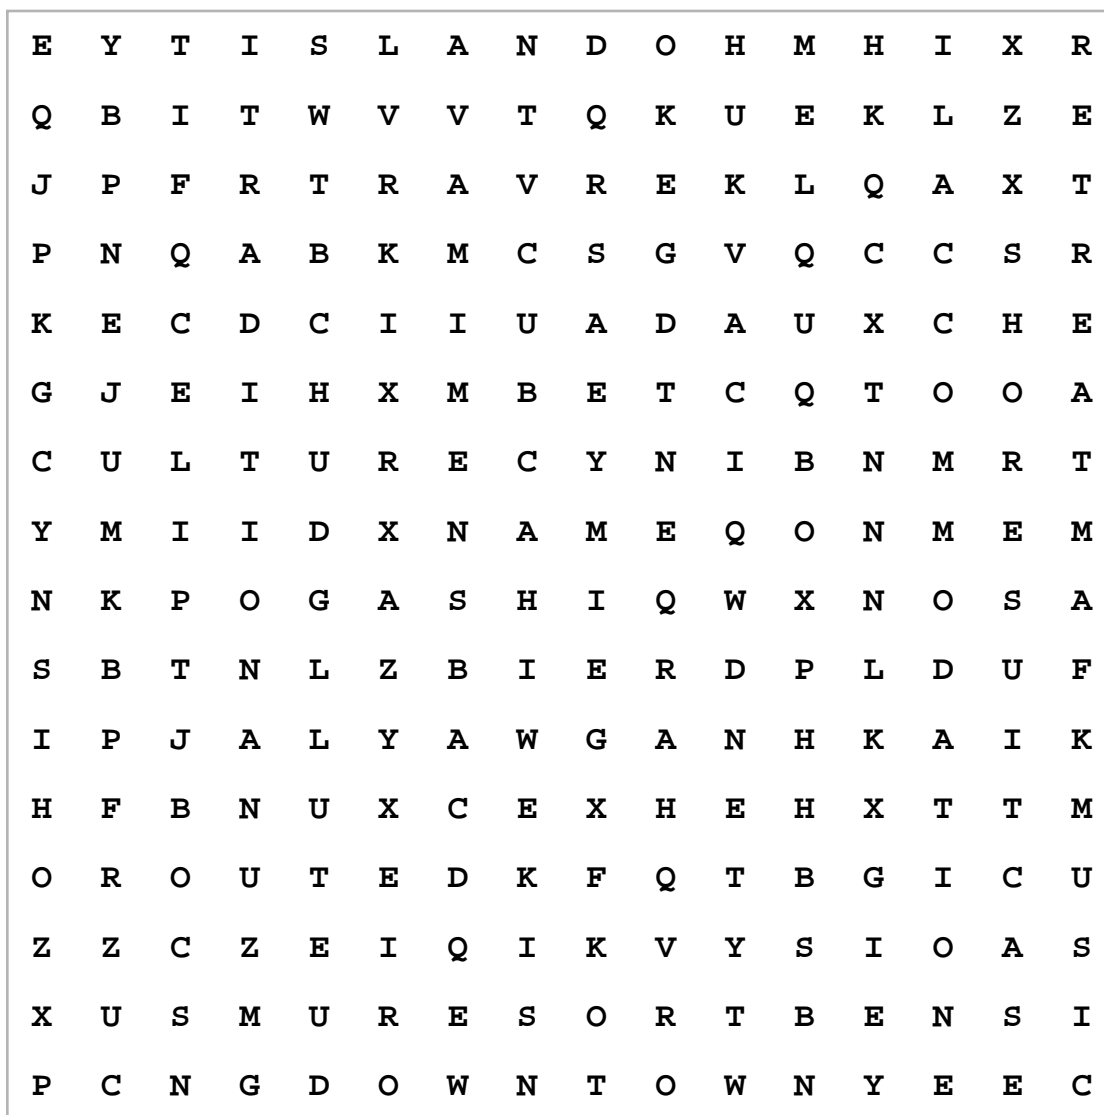 E Y T I S L A N D O H M H I X R
Q B I T W V V T Q K U E K L Z E
J P F R T R A V R E K L Q A X T
P N Q A B K M C S G V Q C C S R
K E C D C I I U A D A U X C H E
G J E I H X M B E T C Q T O O A
C U L T U R E C Y N I B N M R T
Y M I I D X N A M E Q O N M E M
N K P O G A S H I Q W X N O S A
S B T N L Z B I E R D P L D U F
I P J A L Y A W G A N H K A I K
H F B N U X C E X H E H X T T M
O R O U T E D K F Q T B G I C U
Z Z C Z E I Q I K V Y S I O A S
X U S M U R E S O R T B E N S I
P C N G D O W N T O W N Y E E C